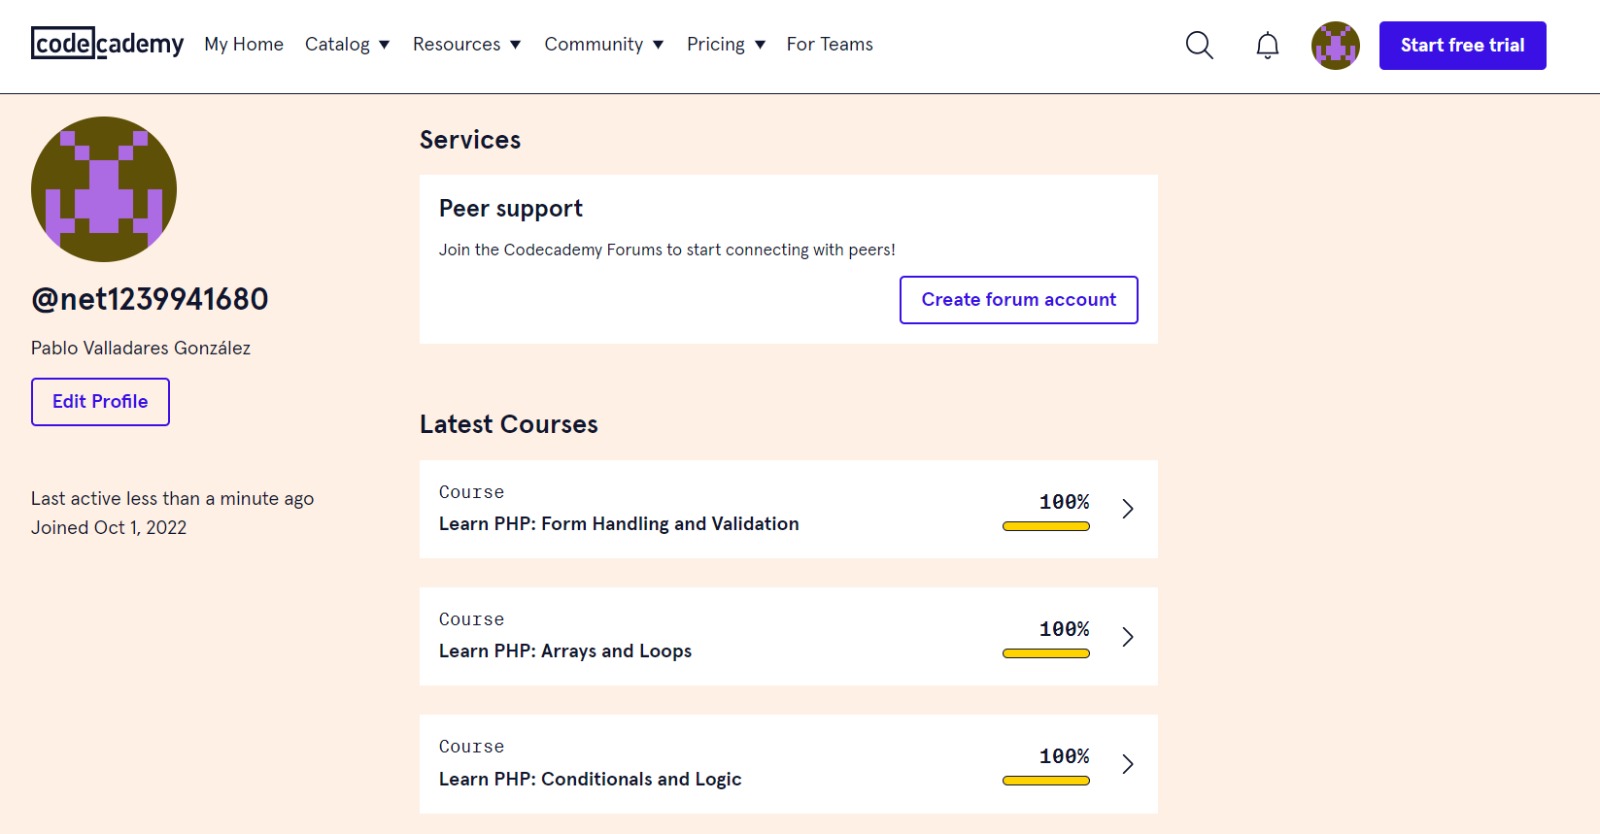 codecademy My Home Catalog Resources Community Pricing For Teams Start free trial
@net1239941680
Pablo Valladares González
Edit Profile
Last active less than a minute ago
Joined Oct 1, 2022
Services
Peer support
Join the Codecademy Forums to start connecting with peers!
Create forum account
Latest Courses
Course
Learn PHP: Form Handling and Validation
100%
Course
Learn PHP: Arrays and Loops
100%
Course
Learn PHP: Conditionals and Logic
100%